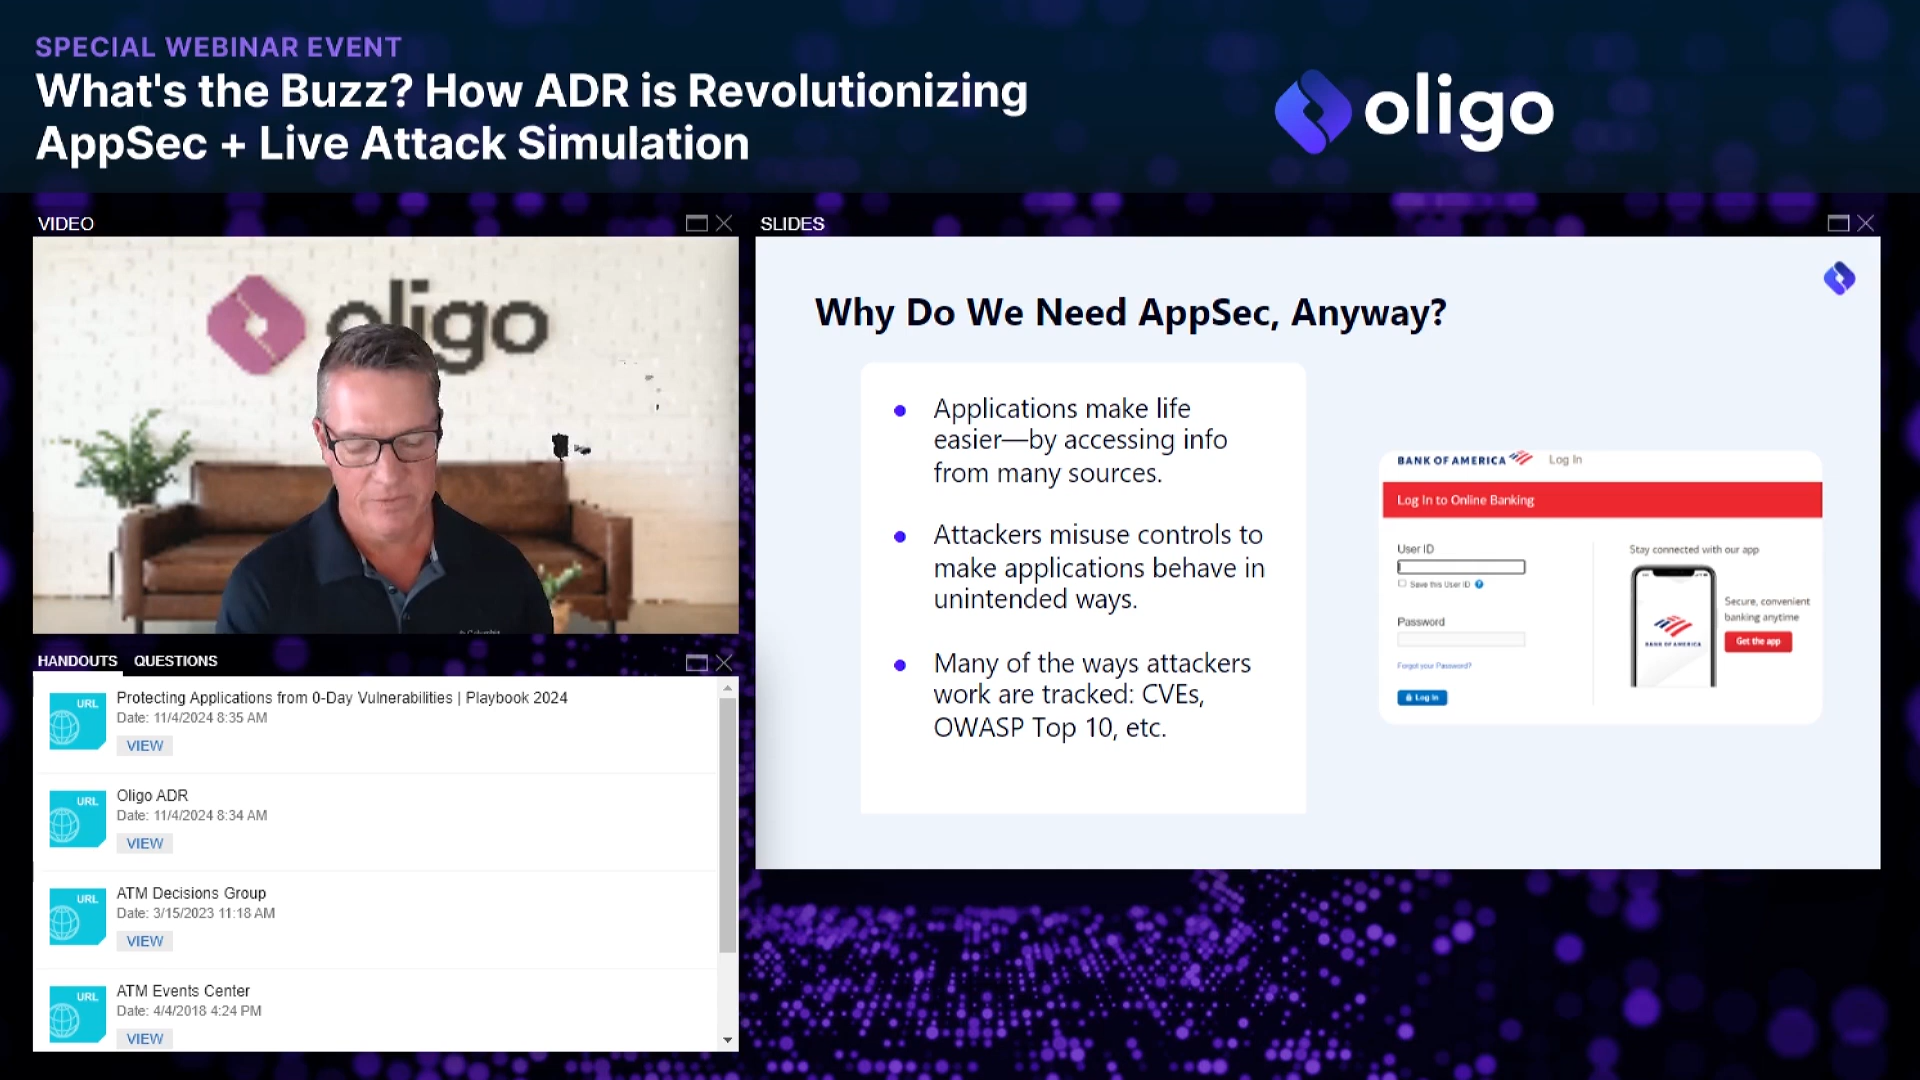 SPECIAL WEBINAR EVENT
What's the Buzz? How ADR is Revolutionizing
AppSec + Live Attack Simulation
oligo
VIDEO
oligo
HANDOUTS QUESTIONS
URL
Protecting Applications from 0-Day Vulnerabilities | Playbook 2024
Date: 11/4/2024 8:35 AM
VIEW
URL
Oligo ADR
Date: 11/4/2024 8:34 AM
VIEW
URL
ATM Decisions Group
Date: 3/15/2023 11:18 AM
VIEW
URL
ATM Events Center
Date: 4/4/2018 4:24 PM
VIEW
SLIDES
Why Do We Need AppSec, Anyway?
Applications make life
easier—by accessing info
from many sources.
Attackers misuse controls to
make applications behave in
unintended ways.
Many of the ways attackers
work are tracked: CVEs,
OWASP Top 10, etc.
BANK OF AMERICA Log In
Log In to Online Banking
User ID
Save this User ID
Password
Forgot your Password?
Log In
Stay connected with our app
BANK OF AMERICA
Secure, convenient
banking anytime
Get the app